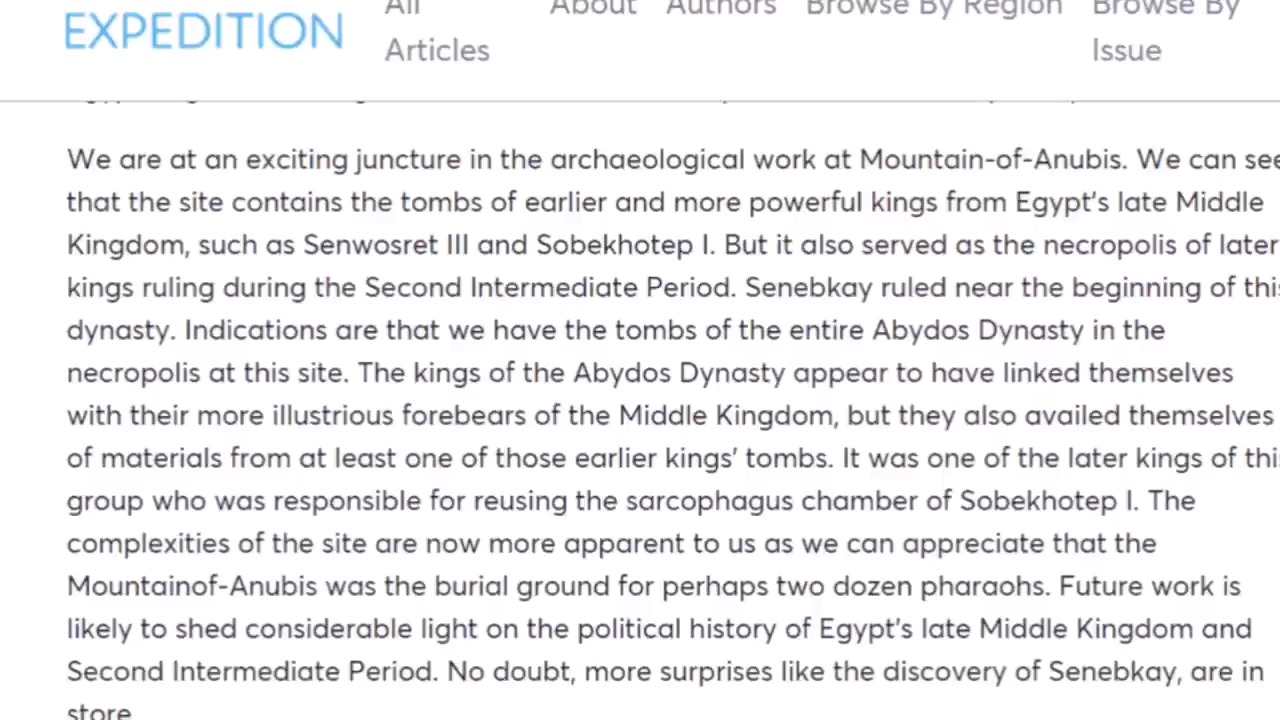 All About Authors Browse By Region Browse By
EXPEDITION
Articles Issue
We are at an exciting juncture in the archaeological work at Mountain-of-Anubis. We can see
that the site contains the tombs of earlier and more powerful kings from Egypt's late Middle
Kingdom, such as Senwosret III and Sobekhotep I. But it also served as the necropolis of later
kings ruling during the Second Intermediate Period. Senebkay ruled near the beginning of this
dynasty. Indications are that we have the tombs of the entire Abydos Dynasty in the
necropolis at this site. The kings of the Abydos Dynasty appear to have linked themselves
with their more illustrious forebears of the Middle Kingdom, but they also availed themselves
of materials from at least one of those earlier kings' tombs. It was one of the later kings of this
group who was responsible for reusing the sarcophagus chamber of Sobekhotep I. The
complexities of the site are now more apparent to us as we can appreciate that the
Mountainof-Anubis was the burial ground for perhaps two dozen pharaohs. Future work is
likely to shed considerable light on the political history of Egypt's late Middle Kingdom and
Second Intermediate Period. No doubt, more surprises like the discovery of Senebkay, are in
store